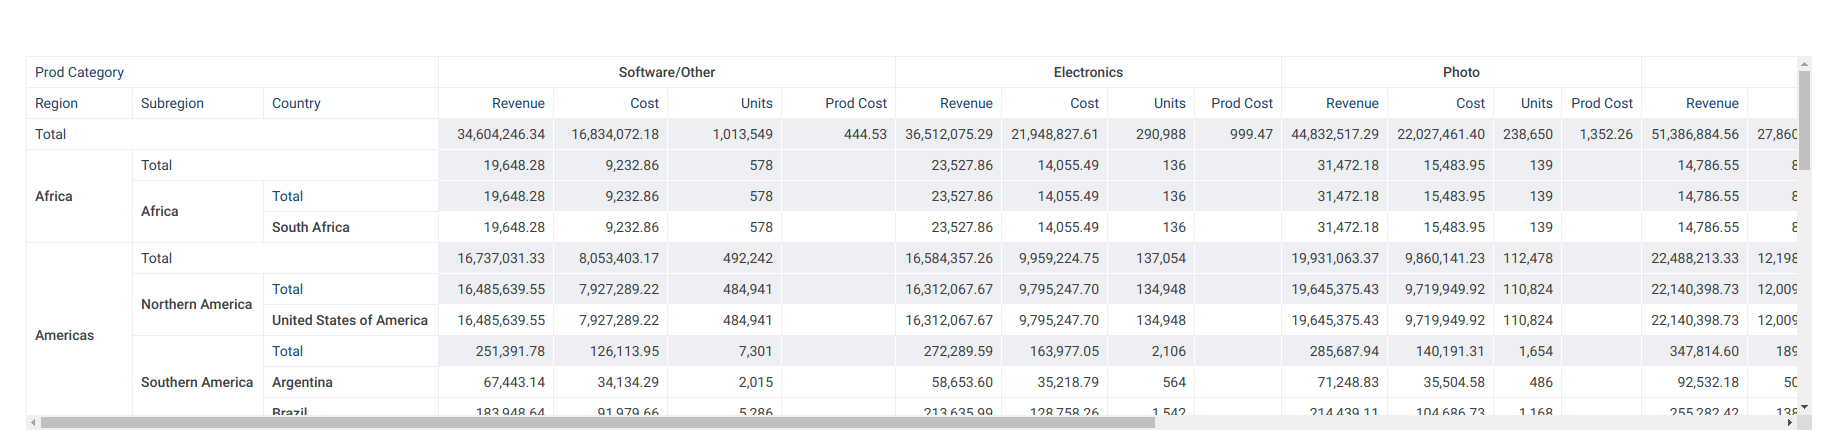 Prod Category Software/Other Electronics Photo
Region Subregion Country Revenue Cost Units Prod Cost Revenue Cost Units Prod Cost Revenue Cost Units Prod Cost Revenue
Total 34,604,246.34 16,834,072.18 1,013,549 444.53 36,512,075.29 21,948,827.61 290,988 999.47 44,832,517.29 22,027,461.40 238,650 1,352.26 51,386,884.56 27,860
Total 19,648.28 9,232.86 578 23,527.86 14,055.49 136 31,472.18 15,483.95 139 14,786.55 8
Africa Total 19,648.28 9,232.86 578 23,527.86 14,055.49 136 31,472.18 15,483.95 139 14,786.55 8
Africa
South Africa 19,648.28 9,232.86 578 23,527.86 14,055.49 136 31,472.18 15,483.95 139 14,786.55 8
Total 16,737,031.33 8,053,403.17 492,242 16,584,357.26 9,959,224.75 137,054 19,931,063.37 9,860,141.23 112,478 22,488,213.33 12,198
Total 16,485,639.55 7,927,289.22 484,941 16,312,067.67 9,795,247.70 134,948 19,645,375.43 9,719,949.92 110,824 22,140,398.73 12,009
Northern America
United States of America 16,485,639.55 7,927,289.22 484,941 16,312,067.67 9,795,247.70 134,948 19,645,375.43 9,719,949.92 110,824 22,140,398.73 12,009
Americas
Total 251,391.78 126,113.95 7,301 272,289.59 163,977.05 2,106 285,687.94 140,191.31 1,654 347,814.60 189
Southern America Argentina 67,443.14 34,134.29 2,015 58,653.60 35,218.79 564 71,248.83 35,504.58 486 92,532.18 50
Brazil 183,948.64 91,979.66 5,286 213,635.99 128,758.26 1,542 214,439.11 104,686.73 1,168 255,282.42 138